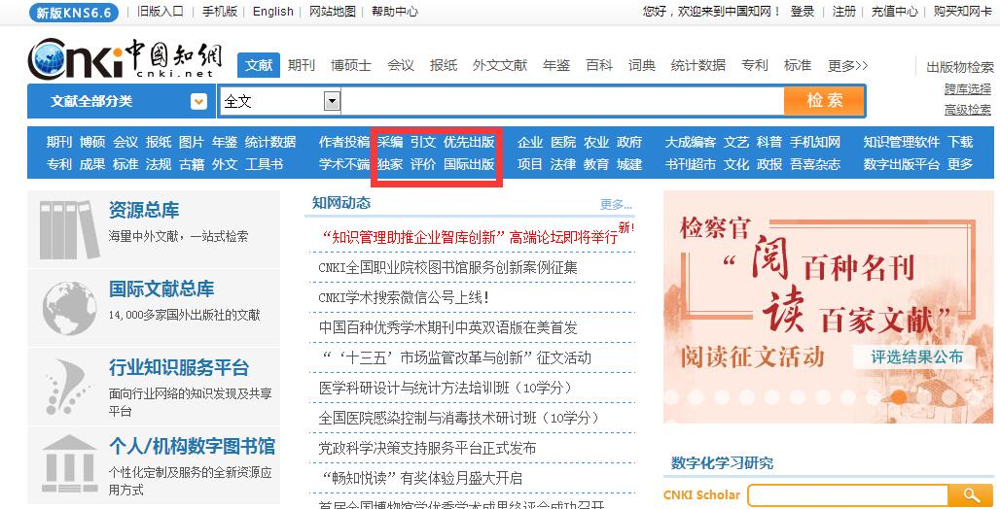 新版KNS6.6 | 旧版入口 | 手机版 | English | 网站地图 | 帮助中心
您好，欢迎来到中国知网！ 登录 | 注册 | 充值中心 | 购买知网卡
Cnki中國知網
cnki.net
文献 期刊 博硕士 会议 报纸 外文文献 年鉴 百科 词典 统计数据 专利 标准 更多>>
出版物检索
文献全部分类 全文 检索
跨库选择
高级检索
期刊 博硕 会议 报纸 图片 年鉴 统计数据 作者投稿 采编 引文 优先出版 企业 医院 农业 政府 大成编客 文艺 科普 手机知网 知识管理软件 下载
专利 成果 标准 法规 古籍 外文 工具书 学术不端 独家 评价 国际出版 项目 法律 教育 城建 书刊超市 文化 政报 吾喜杂志 数字出版平台 更多
资源总库
海量中外文献，一站式检索
国际文献总库
14,000多家国外出版社的文献
行业知识服务平台
面向行业网络的知识发现及共享
平台
个人/机构数字图书馆
个性化定制及服务的全新资源应
用方式
知网动态 更多...
“知识管理助推企业智库创新”高端论坛即将举行 新!
CNKI全国职业院校图书馆服务创新案例征集
CNKI学术搜索微信公号上线！
中国百种优秀学术期刊中英双语版在美首发
“‘十三五’市场监管改革与创新”征文活动
医学科研设计与统计方法培训班（10学分）
全国医院感染控制与消毒技术研讨班（10学分）
党政科学决策支持服务平台正式发布
“畅知悦读”有奖体验月盛大开启
首届全国博物馆学优秀学术成果终评会成功召开
检察官
“阅百种名刊
读百家文献”
阅读征文活动 评选结果公布
数字化学习研究
CNKI Scholar